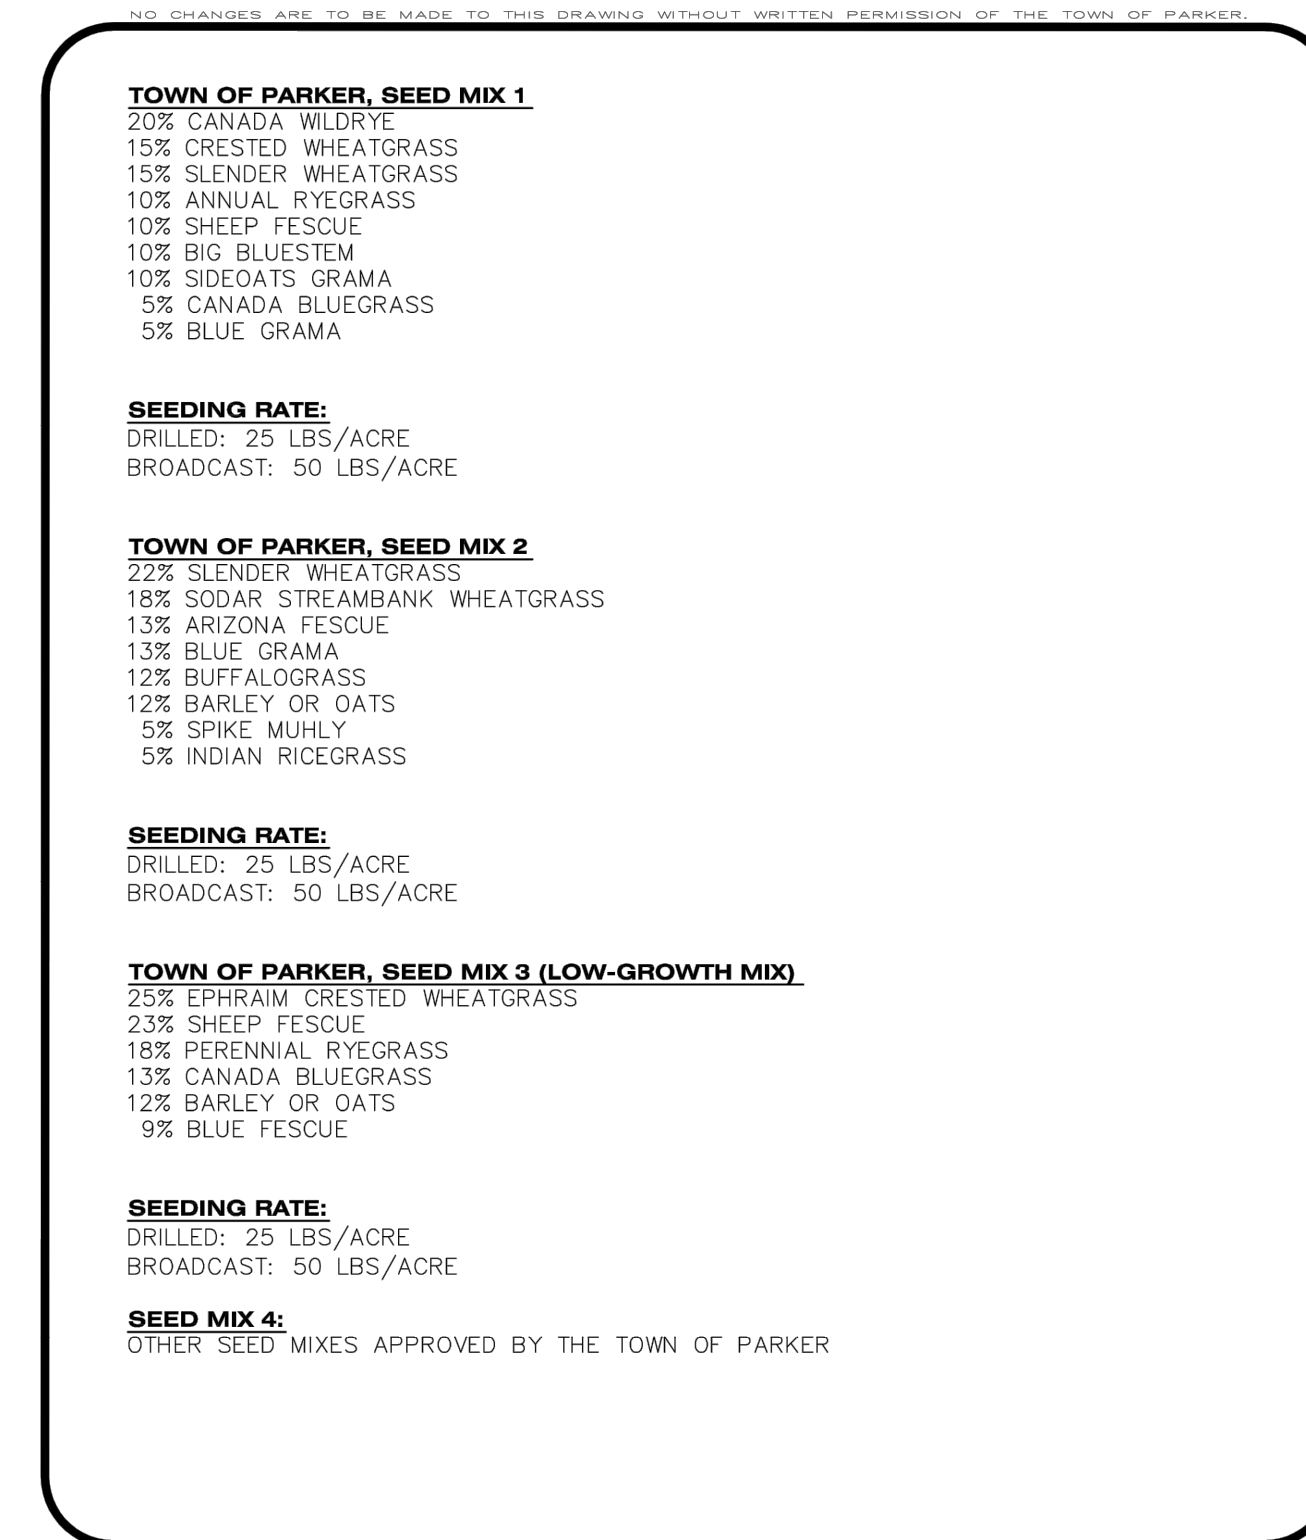 NO CHANGES ARE TO BE MADE TO THIS DRAWING WITHOUT WRITTEN PERMISSION OF THE TOWN OF PARKER.
TOWN OF PARKER, SEED MIX 1
20% CANADA WILDRYE
15% CRESTED WHEATGRASS
15% SLENDER WHEATGRASS
10% ANNUAL RYEGRASS
10% SHEEP FESCUE
10% BIG BLUESTEM
10% SIDEOATS GRAMA
5% CANADA BLUEGRASS
5% BLUE GRAMA
SEEDING RATE:
DRILLED: 25 LBS/ACRE
BROADCAST: 50 LBS/ACRE
TOWN OF PARKER, SEED MIX 2
22% SLENDER WHEATGRASS
18% SODAR STREAMBANK WHEATGRASS
13% ARIZONA FESCUE
13% BLUE GRAMA
12% BUFFALOGRASS
12% BARLEY OR OATS
5% SPIKE MUHLY
5% INDIAN RICEGRASS
SEEDING RATE:
DRILLED: 25 LBS/ACRE
BROADCAST: 50 LBS/ACRE
TOWN OF PARKER, SEED MIX 3 (LOW-GROWTH MIX)
25% EPHRAIM CRESTED WHEATGRASS
23% SHEEP FESCUE
18% PERENNIAL RYEGRASS
13% CANADA BLUEGRASS
12% BARLEY OR OATS
9% BLUE FESCUE
SEEDING RATE:
DRILLED: 25 LBS/ACRE
BROADCAST: 50 LBS/ACRE
SEED MIX 4:
OTHER SEED MIXES APPROVED BY THE TOWN OF PARKER